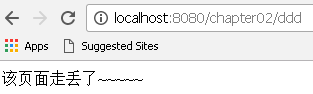 localhost:8080/chapter02/ddd
Apps Suggested Sites
该页面走丢了~~~~~